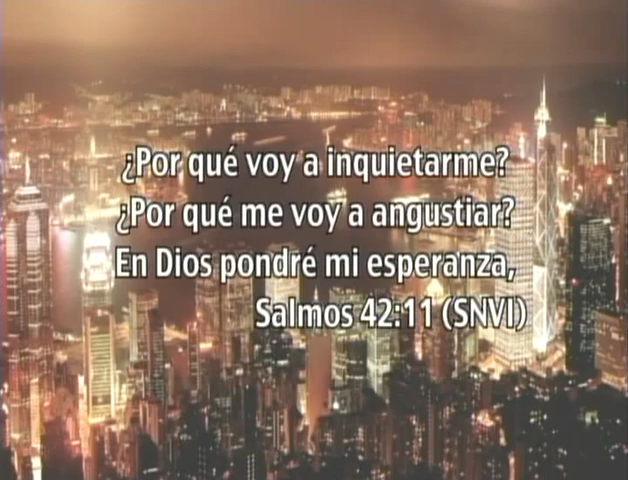 ¿Por qué voy a inquietarme?
¿Por qué me voy a angustiar?
En Dios pondré mi esperanza,
Salmos 42:11 (SNVI)